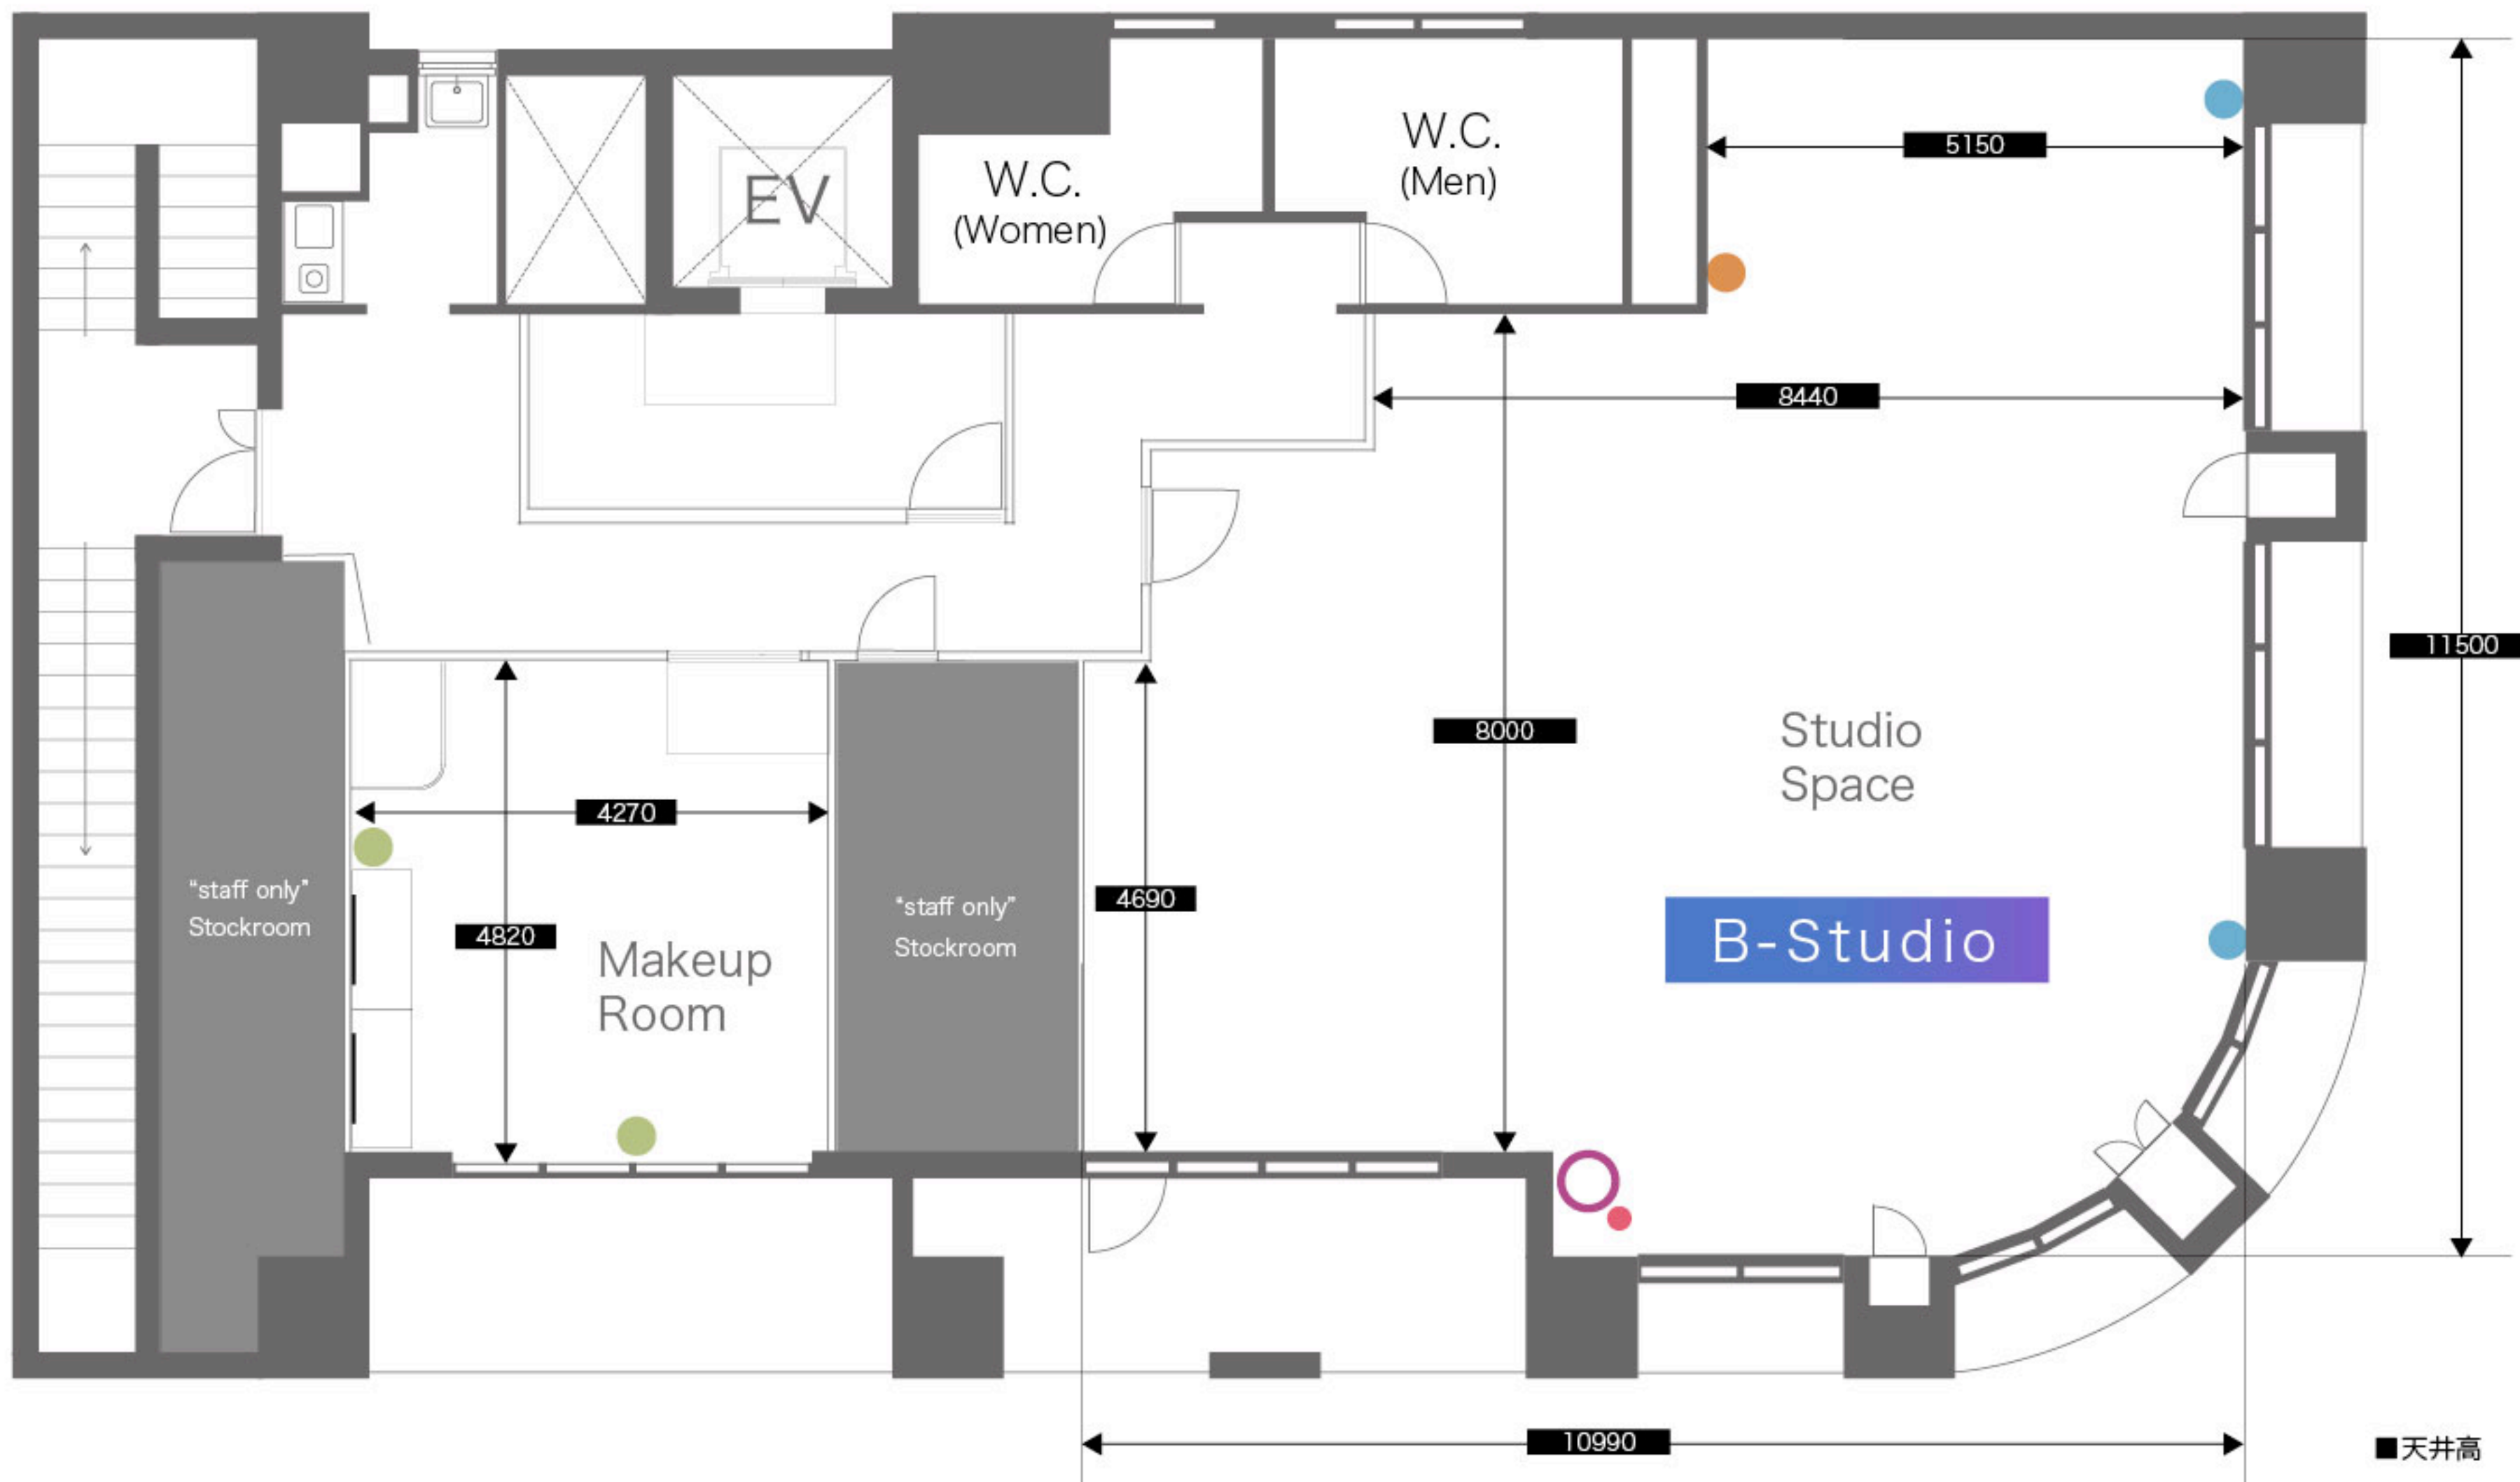 W.C.
(Men)
5150
W.C.
(Women)
EV
8440
11500
Studio
Space
8000
4270
"staff only"
Stockroom
4820
Makeup
Room
"staff only"
Stockroom
4690
B-Studio
10990
■天井高